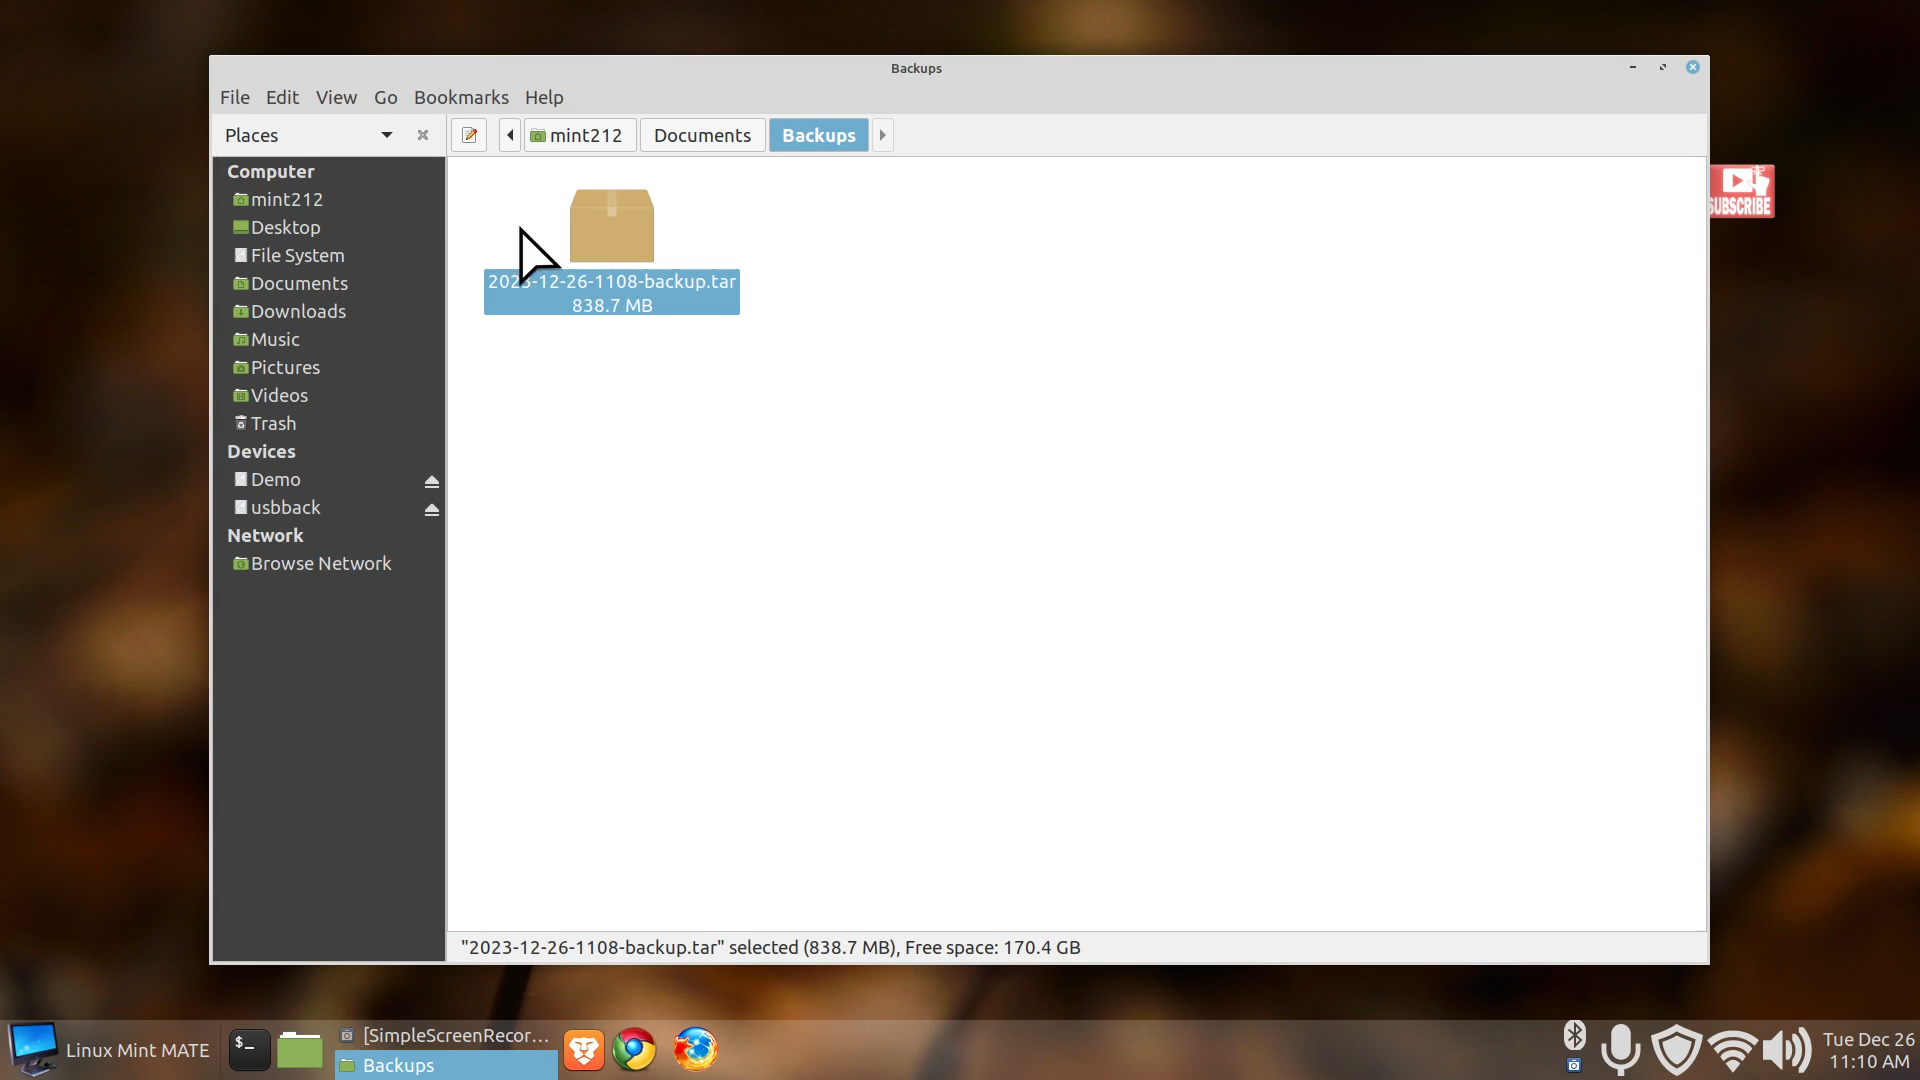 Backups
File Edit View Go Bookmarks Help
Places
mint212 Documents Backups
Computer
mint212
Desktop
File System
Documents
Downloads
Music
Pictures
Videos
Trash
Devices
Demo
usbback
Network
Browse Network
2023-12-26-1108-backup.tar
838.7 MB
SUBSCRIBE
"2023-12-26-1108-backup.tar" selected (838.7 MB), Free space: 170.4 GB
Linux Mint MATE
$_
[SimpleScreenRecor...
Backups
Tue Dec 26
11:10 AM